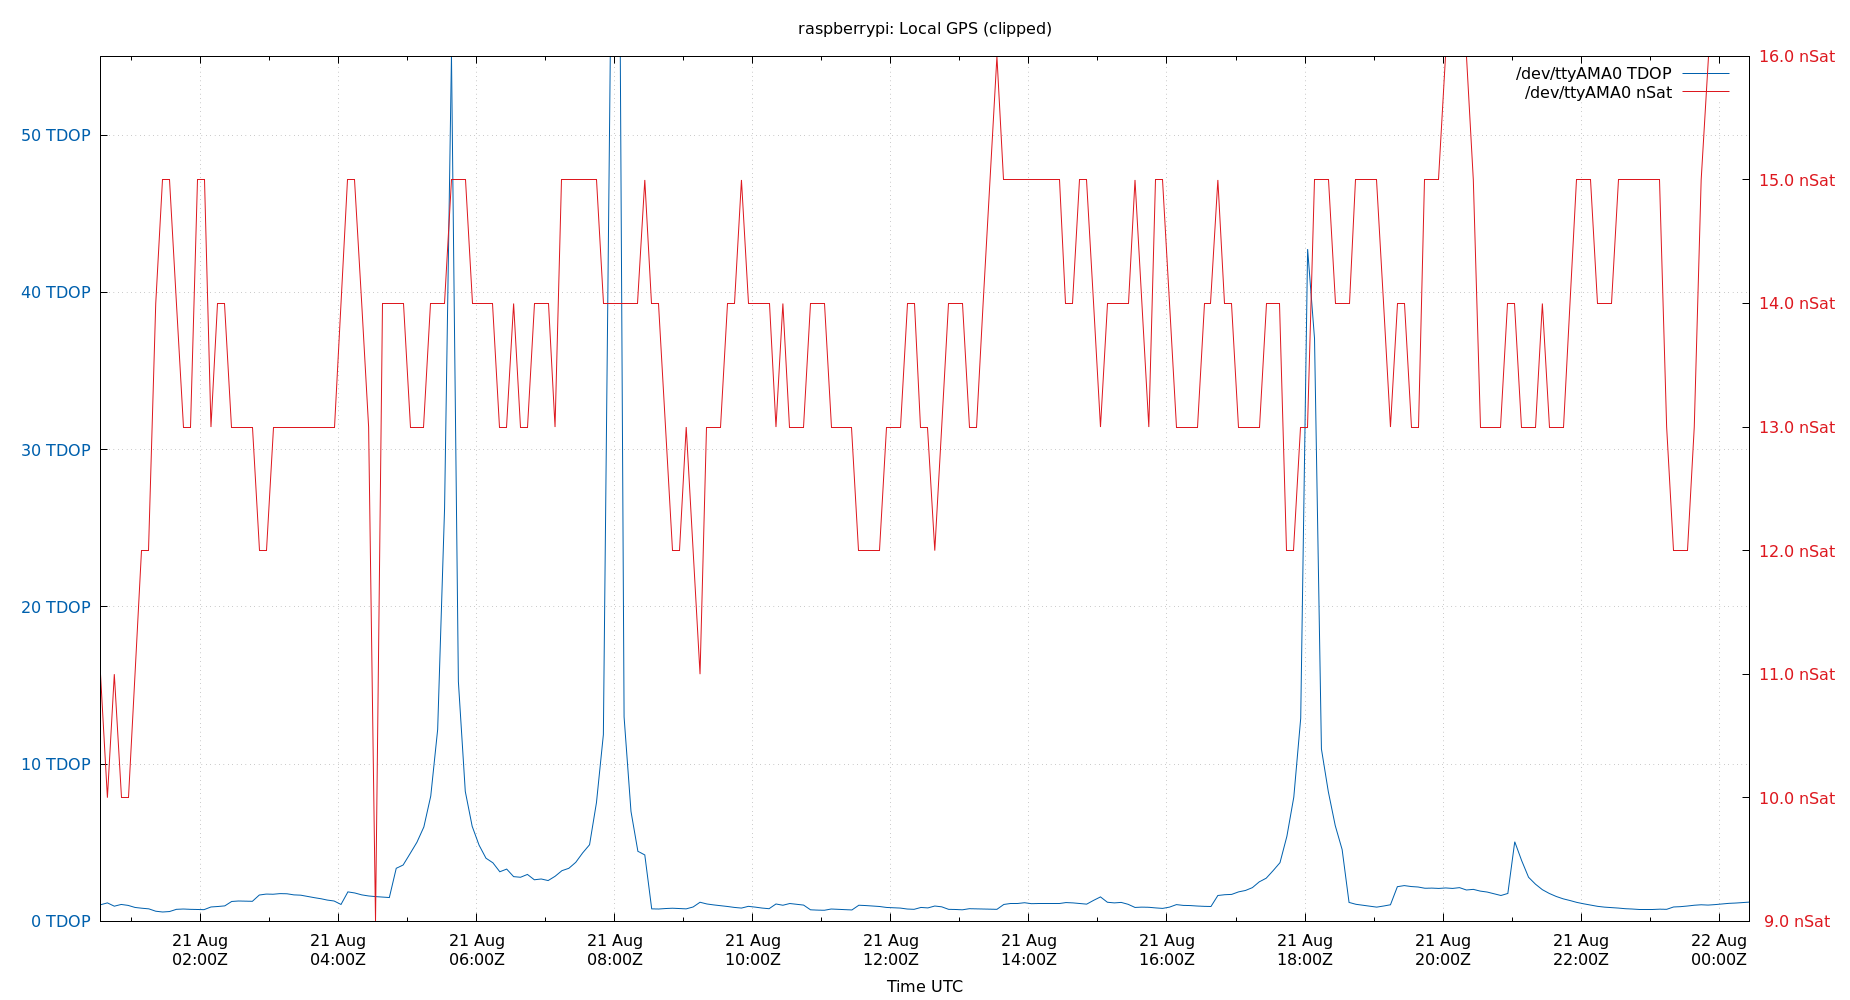 raspberrypi: Local GPS (clipped)
/dev/ttyAMA0 TDOP
/dev/ttyAMA0 nSat
50 TDOP
40 TDOP
30 TDOP
20 TDOP
10 TDOP
0 TDOP
16.0 nSat
15.0 nSat
14.0 nSat
13.0 nSat
12.0 nSat
11.0 nSat
10.0 nSat
9.0 nSat
21 Aug 21 Aug 21 Aug 21 Aug 21 Aug 21 Aug 21 Aug 21 Aug 21 Aug 21 Aug 21 Aug 22 Aug
02:00Z 04:00Z 06:00Z 08:00Z 10:00Z 12:00Z 14:00Z 16:00Z 18:00Z 20:00Z 22:00Z 00:00Z
Time UTC